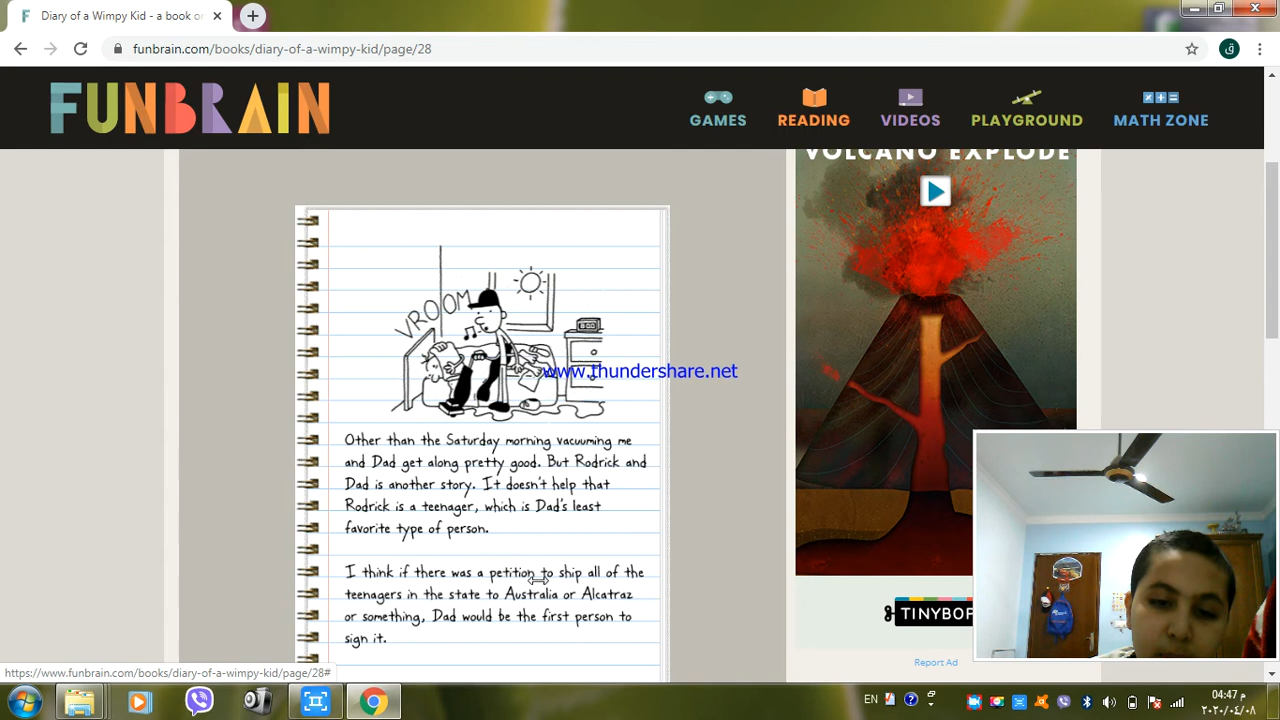 Diary of a Wimpy Kid - a book or
funbrain.com/books/diary-of-a-wimpy-kid/page/28
ق
FUNBRAIN
GAMES
READING
VIDEOS
PLAYGROUND
MATH ZONE
VOLCANO EXPLODE
VROOM
www.thundershare.net
Other than the Saturday morning vacuuming me
and Dad get along pretty good. But Rodrick and
Dad is another story. It doesn't help that
Rodrick is a teenager, which is Dad's least
favorite type of person.
I think if there was a petition to ship all of the
teenagers in the state to Australia or Alcatraz
or something, Dad would be the first person to
sign it.
TINYBOP
Report Ad
https://www.funbrain.com/books/diary-of-a-wimpy-kid/page/28#
EN
04:47 م
٢٠٢٠/٠٤/٠٨